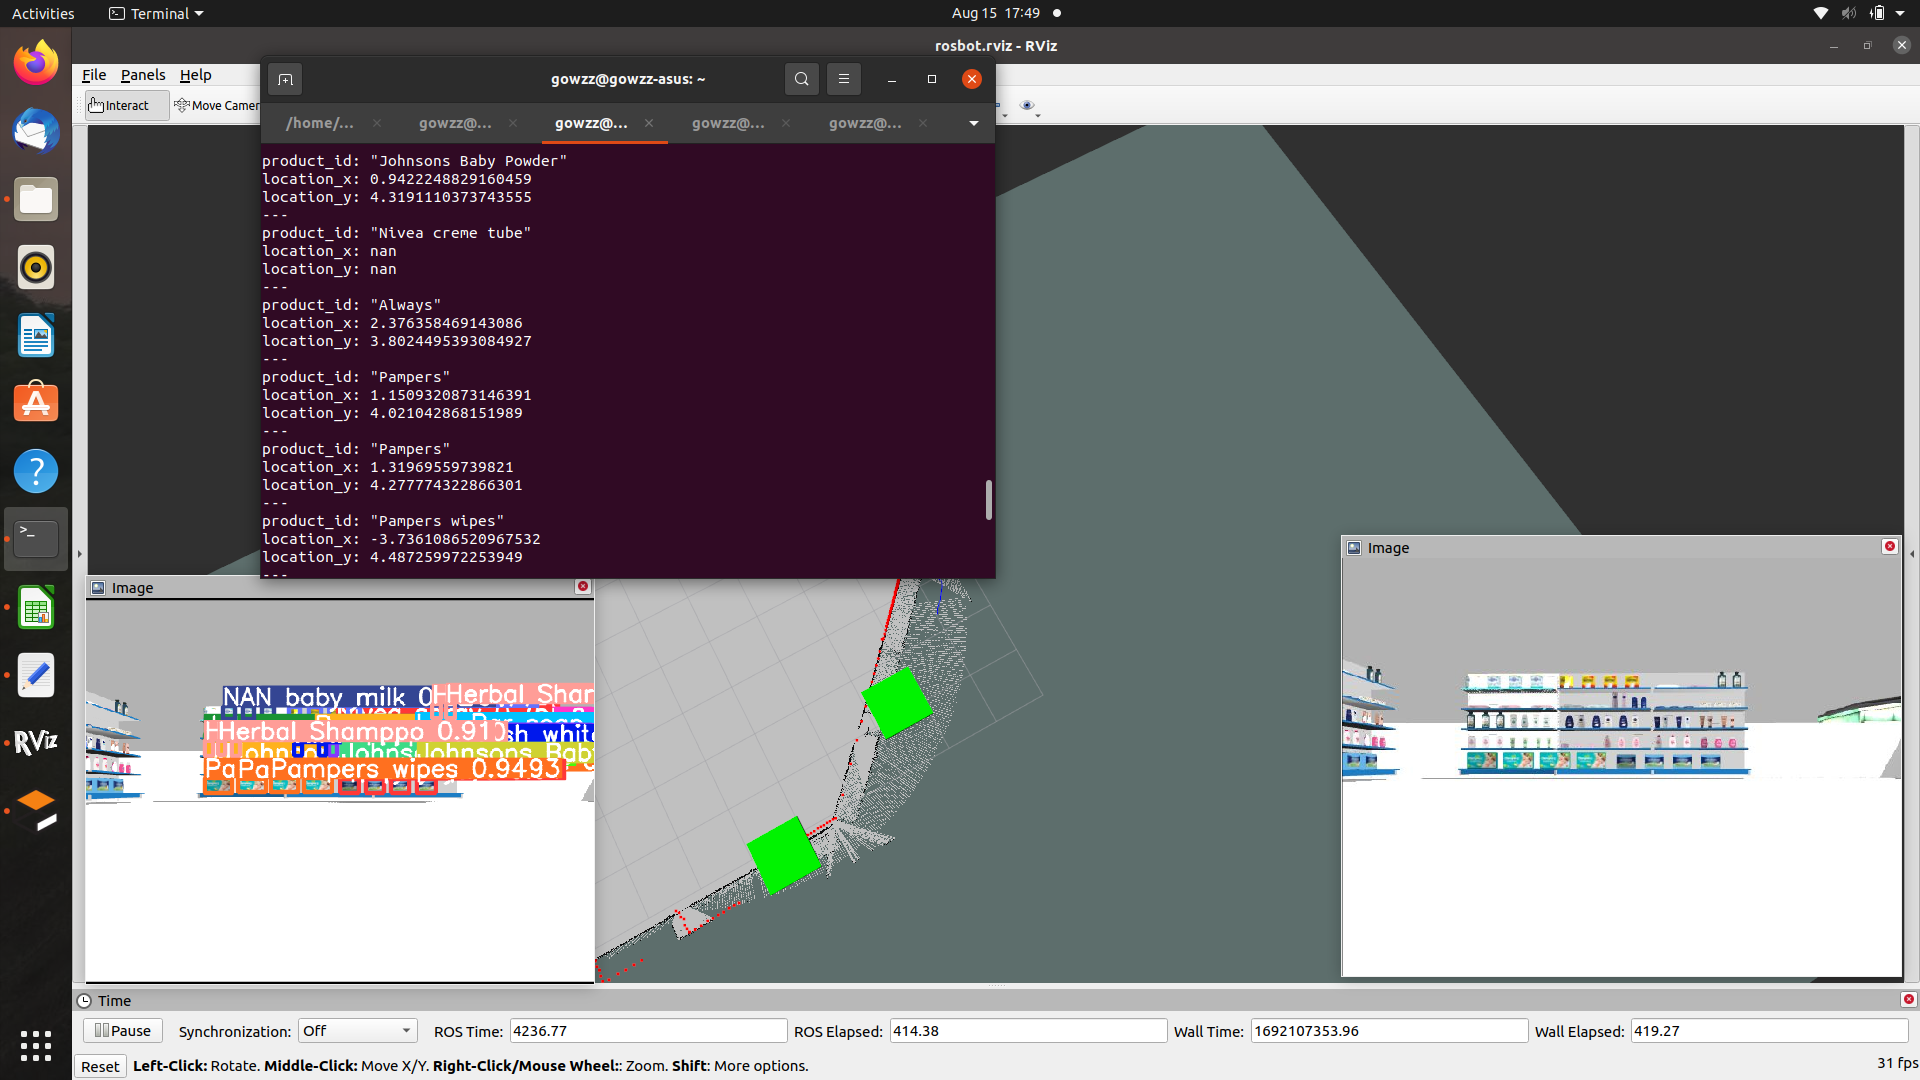 Activities
Terminal
Aug 15 17:49
rosbot.rviz - RViz
File Panels Help
Interact
Move Camer
gowzz@gowzz-asus: ~
/home/...
gowzz@...
gowzz@...
gowzz@...
gowzz@...
product_id: "Johnsons Baby Powder"
location_x: 0.9422248829160459
location_y: 4.3191110373743555
---
product_id: "Nivea creme tube"
location_x: nan
location_y: nan
---
product_id: "Always"
location_x: 2.376358469143086
location_y: 3.8024495393084927
---
product_id: "Pampers"
location_x: 1.1509320873146391
location_y: 4.021042868151989
---
product_id: "Pampers"
location_x: 1.31969559739821
location_y: 4.277774322866301
---
product_id: "Pampers wipes"
location_x: -3.7361086520967532
location_y: 4.487259972253949
---
Image
NAN baby milk 0
Herbal Shar
Herbal Shamppo 0.910
sh white
Johnsons Bab
PaPaPampers wipes 0.9493
Image
RViz
Time
Pause
Synchronization: Off
ROS Time: 4236.77
ROS Elapsed: 414.38
Wall Time: 1692107353.96
Wall Elapsed: 419.27
Reset
Left-Click: Rotate. Middle-Click: Move X/Y. Right-Click/Mouse Wheel:: Zoom. Shift: More options.
31 fps